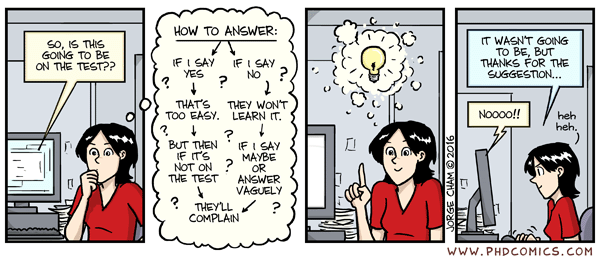 SO, IS THIS
GOING TO BE
ON THE TEST??
HOW TO ANSWER:
IF I SAY
YES
?
IF I SAY
NO
?
?
THAT'S
TOO EASY.
THEY WON'T
LEARN IT.
?
BUT THEN
IF IT'S
NOT ON
THE TEST
?
IF I SAY
MAYBE
OR
ANSWER
VAGUELY
?
THEY'LL
COMPLAIN
?
JORGE CHAM © 2016
IT WASN'T GOING
TO BE, BUT
THANKS FOR THE
SUGGESTION...
NOOOO!!
heh
heh.
WWW.PHDCOMICS.COM